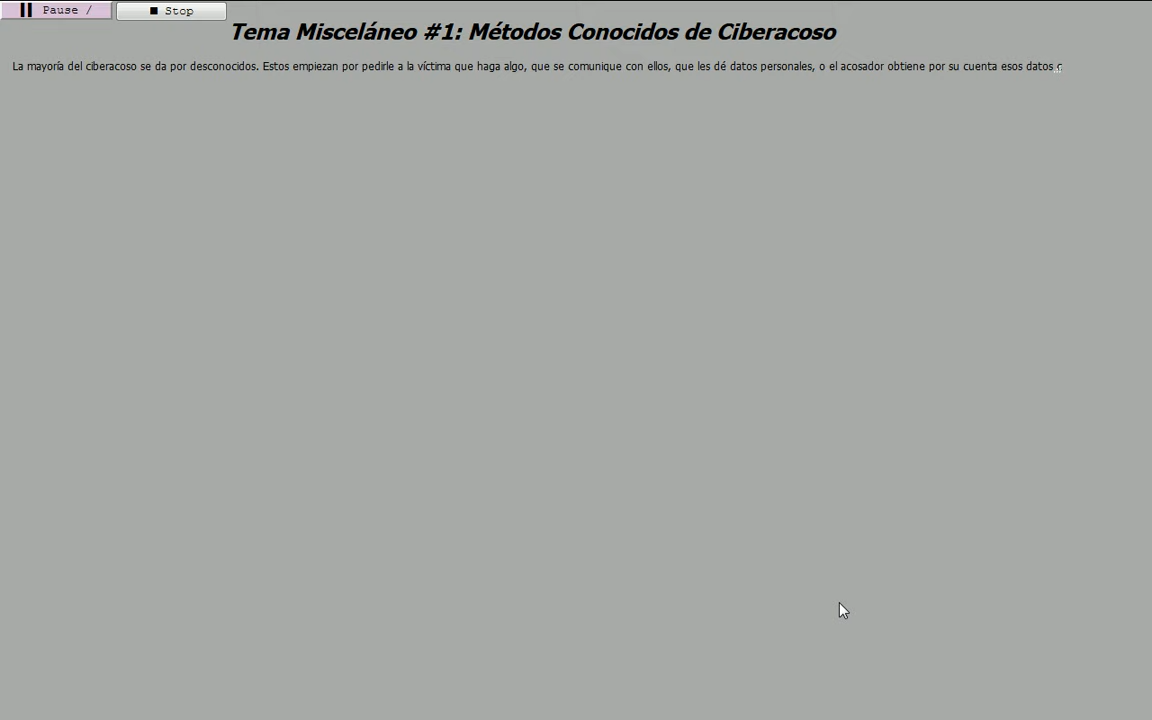 Pause /
Stop
Tema Misceláneo #1: Métodos Conocidos de Ciberacoso
La mayoría del ciberacoso se da por desconocidos. Estos empiezan por pedirle a la víctima que haga algo, que se comunique con ellos, que les dé datos personales, o el acosador obtiene por su cuenta esos datos